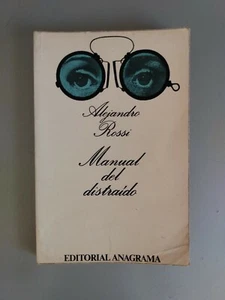 Alejandro
Rossi
Manual
del
distraído
EDITORIAL ANAGRAMA